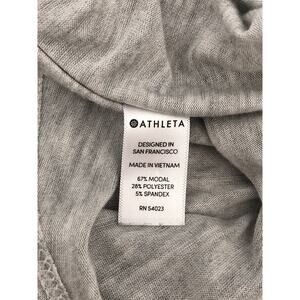 ATHLETA
DESIGNED IN
SAN FRANCISCO
MADE IN VIETNAM
67% MODAL
28% POLYESTER
5% SPANDEX
RN 54023